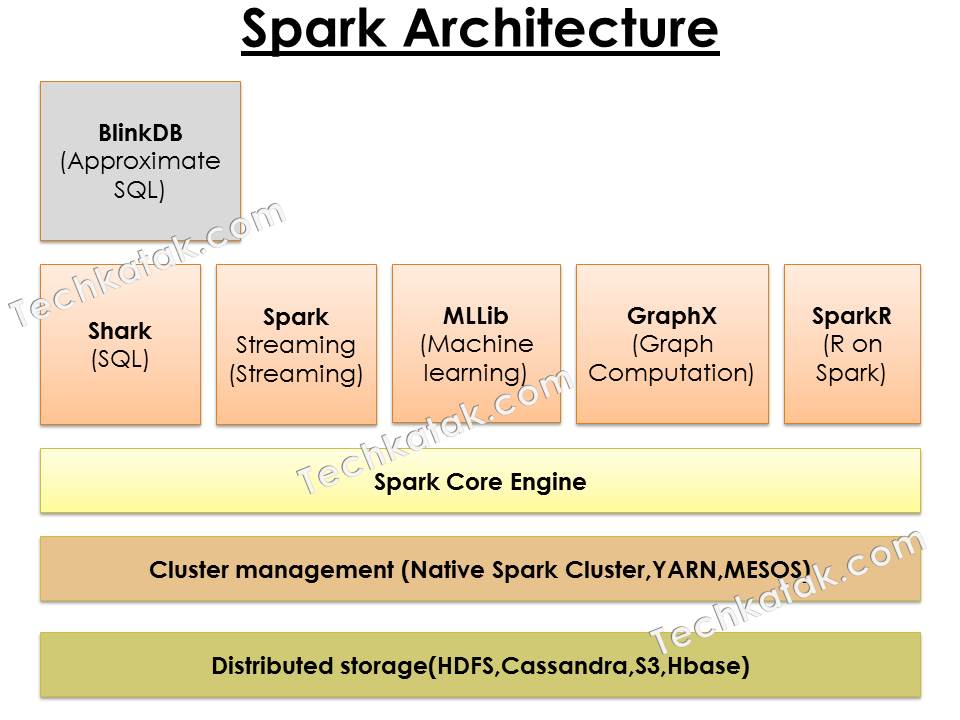 Spark Architecture
BlinkDB
(Approximate
SQL)
Techkatak.com
Shark
(SQL)
Spark
Streaming
(Streaming)
MLLib
(Machine
learning)
GraphX
(Graph
Computation)
SparkR
(R on
Spark)
Techkatak.com
Spark Core Engine
Cluster management (Native Spark Cluster,YARN,MESOS)
Techkatak.com
Distributed storage(HDFS,Cassandra,S3,Hbase)